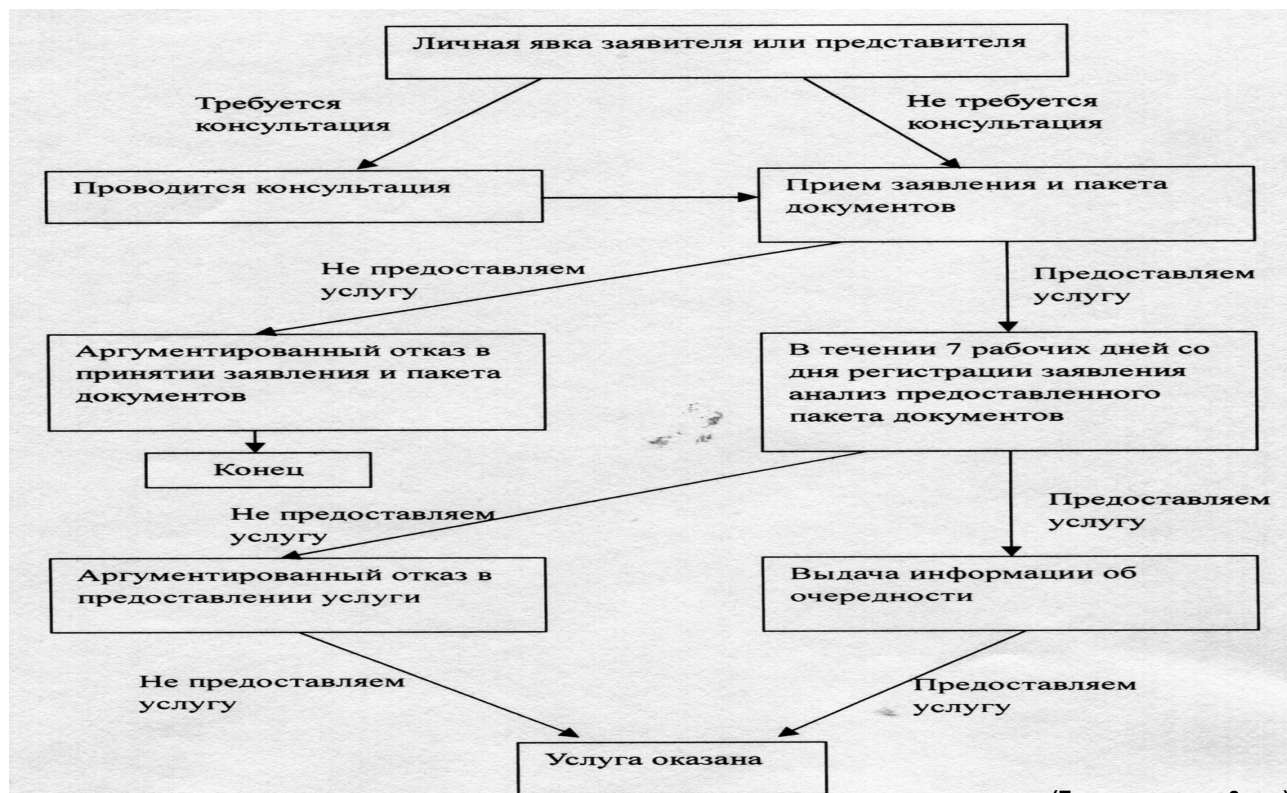 Личная явка заявителя или представителя
Требуется
консультация
Не требуется
консультация
Проводится консультация
Прием заявления и пакета
документов
Не предоставляем
услугу
Предоставляем
услугу
Аргументированный отказ в
принятии заявления и пакета
документов
В течении 7 рабочих дней со
дня регистрации заявления
анализ предоставленного
пакета документов
Конец
Не предоставляем
услугу
Предоставляем
услугу
Аргументированный отказ в
предоставлении услуги
Выдача информации об
очередности
Не предоставляем
услугу
Предоставляем
услугу
Услуга оказана